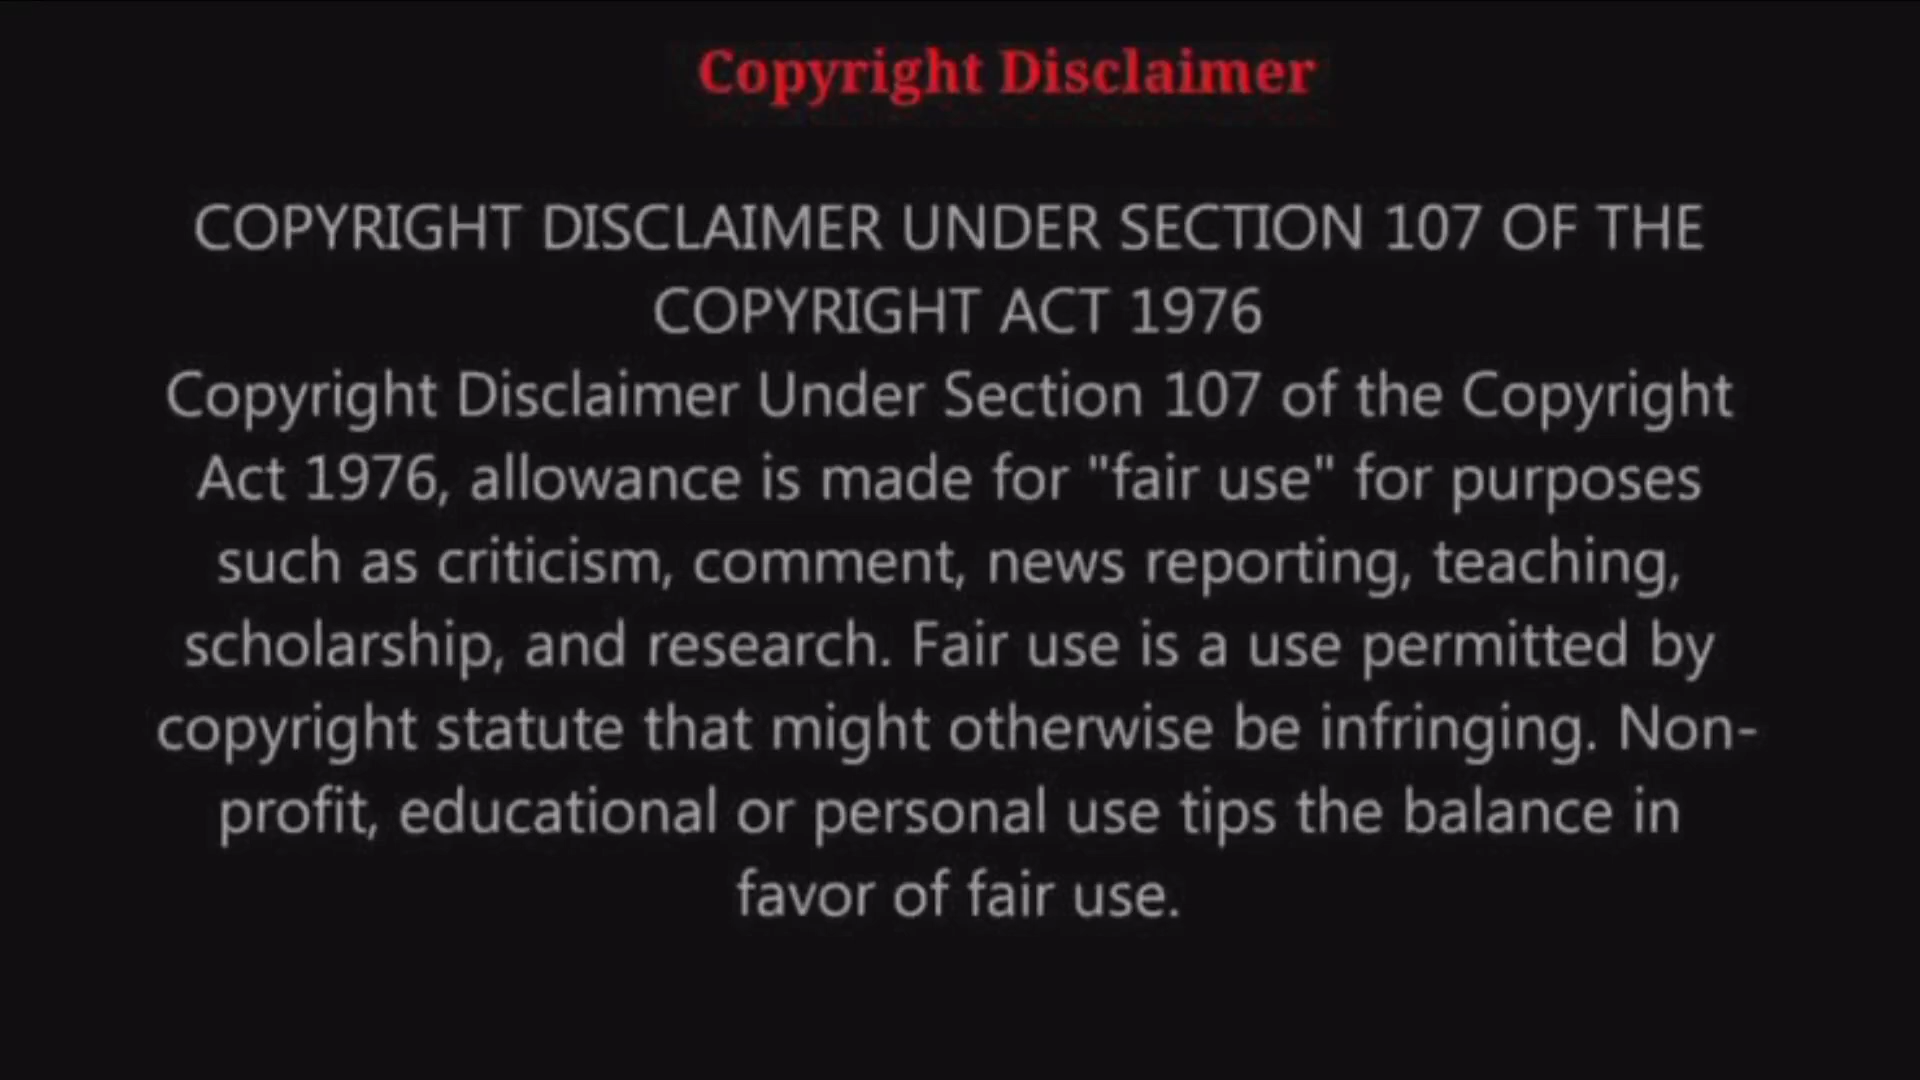 Copyright Disclaimer
COPYRIGHT DISCLAIMER UNDER SECTION 107 OF THE
COPYRIGHT ACT 1976
Copyright Disclaimer Under Section 107 of the Copyright
Act 1976, allowance is made for "fair use" for purposes
such as criticism, comment, news reporting, teaching,
scholarship, and research. Fair use is a use permitted by
copyright statute that might otherwise be infringing. Non-
profit, educational or personal use tips the balance in
favor of fair use.